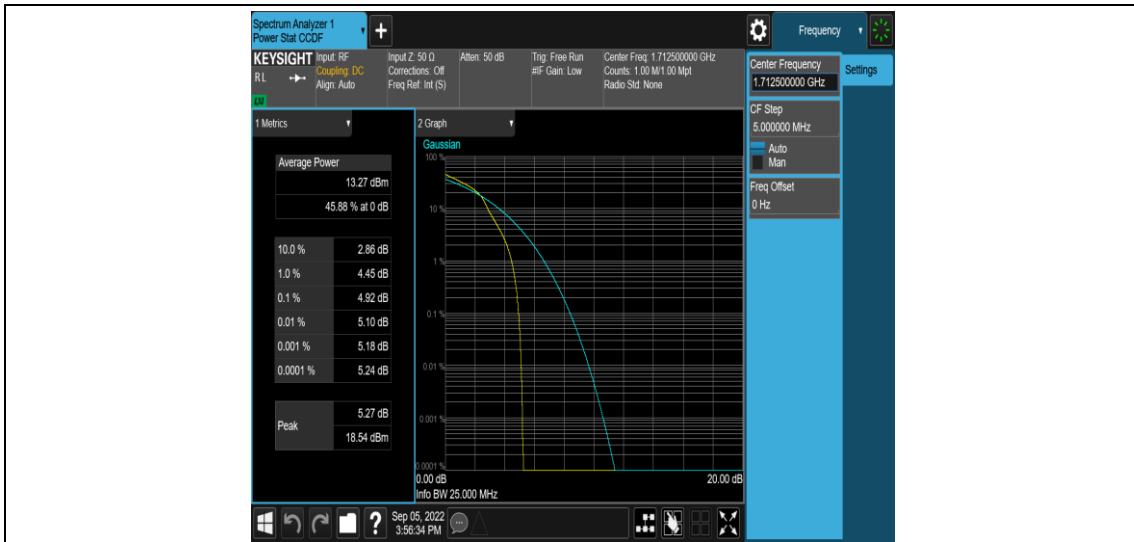 Spectrum Analyzer 1
Power Stat CCDF
Frequency
KEYSIGHT
RL
Input: RF
Coupling: DC
Align: Auto
Input Z: 50 Ω
Corrections: Off
Freq Ref: Int (S)
Atten: 50 dB
Trig: Free Run
#IF Gain: Low
Center Freq: 1.712500000 GHz
Counts: 1.00 M/1.00 Mpt
Radio Std: None
Center Frequency
1.712500000 GHz
Settings
CF Step
5.000000 MHz
Auto
Man
Freq Offset
0 Hz
1 Metrics
Average Power
13.27 dBm
45.88 % at 0 dB
10.0 % 2.86 dB
1.0 % 4.45 dB
0.1 % 4.92 dB
0.01 % 5.10 dB
0.001 % 5.18 dB
0.0001 % 5.24 dB
Peak
5.27 dB
18.54 dBm
2 Graph
Gaussian
100 %
10 %
1 %
0.1 %
0.01 %
0.001 %
0.0001 %
0.00 dB 20.00 dB
Info BW 25.000 MHz
Sep 05, 2022
3:56:34 PM